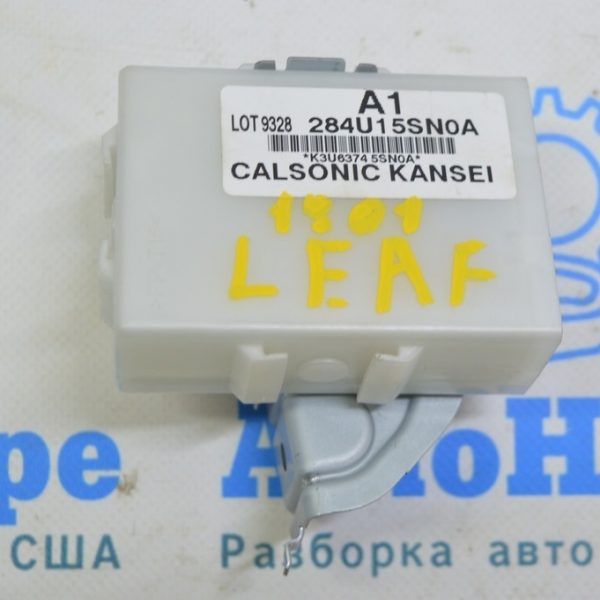 A1
LOT 9328 284U15SN0A
*K3U6374 5SN0A*
CALSONIC KANSEI
1801
LEAF
США Разборка авто